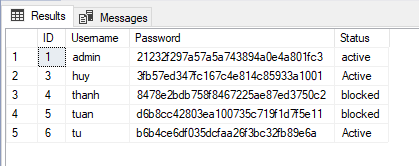 Results Messages
ID Username Password Status
1 1 admin 21232f297a57a5a743894a0e4a801fc3 active
2 3 huy 3fb57ed347fc167c4e814c85933a1001 Active
3 4 thanh 8478e2bdb758f8467225ae87ed3750c2 blocked
4 5 tuan d6b8cc42803ea100735c719f1d7f5e11 blocked
5 6 tu b6b4ce6df035dcfaa26f3bc32fb89e6a Active